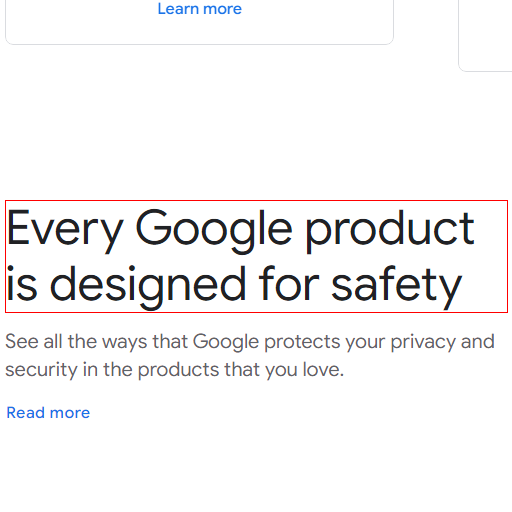 Learn more
Every Google product
is designed for safety
See all the ways that Google protects your privacy and
security in the products that you love.
Read more